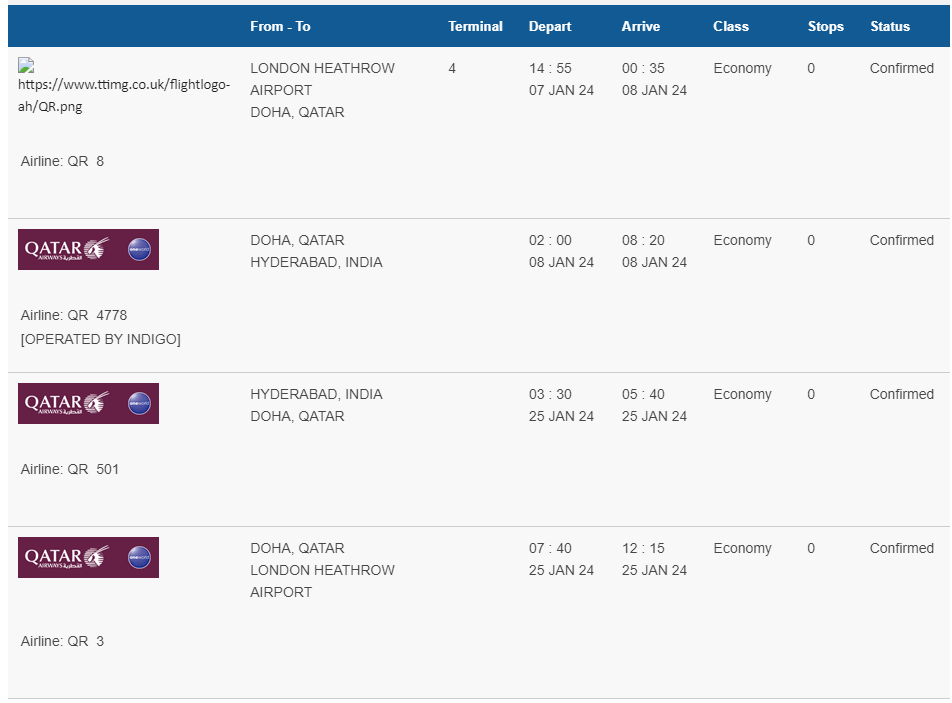 From - To Terminal Depart Arrive Class Stops Status
https://www.ttimg.co.uk/flightlogo-
ah/QR.png
LONDON HEATHROW 4 14 : 55 00 : 35 Economy 0 Confirmed
AIRPORT 07 JAN 24 08 JAN 24
DOHA, QATAR
Airline: QR 8
QATAR
AIRWAYS القطرية
oneworld
DOHA, QATAR 02 : 00 08 : 20 Economy 0 Confirmed
HYDERABAD, INDIA 08 JAN 24 08 JAN 24
Airline: QR 4778
[OPERATED BY INDIGO]
QATAR
AIRWAYS القطرية
oneworld
HYDERABAD, INDIA 03 : 30 05 : 40 Economy 0 Confirmed
DOHA, QATAR 25 JAN 24 25 JAN 24
Airline: QR 501
QATAR
AIRWAYS القطرية
oneworld
DOHA, QATAR 07 : 40 12 : 15 Economy 0 Confirmed
LONDON HEATHROW 25 JAN 24 25 JAN 24
AIRPORT
Airline: QR 3